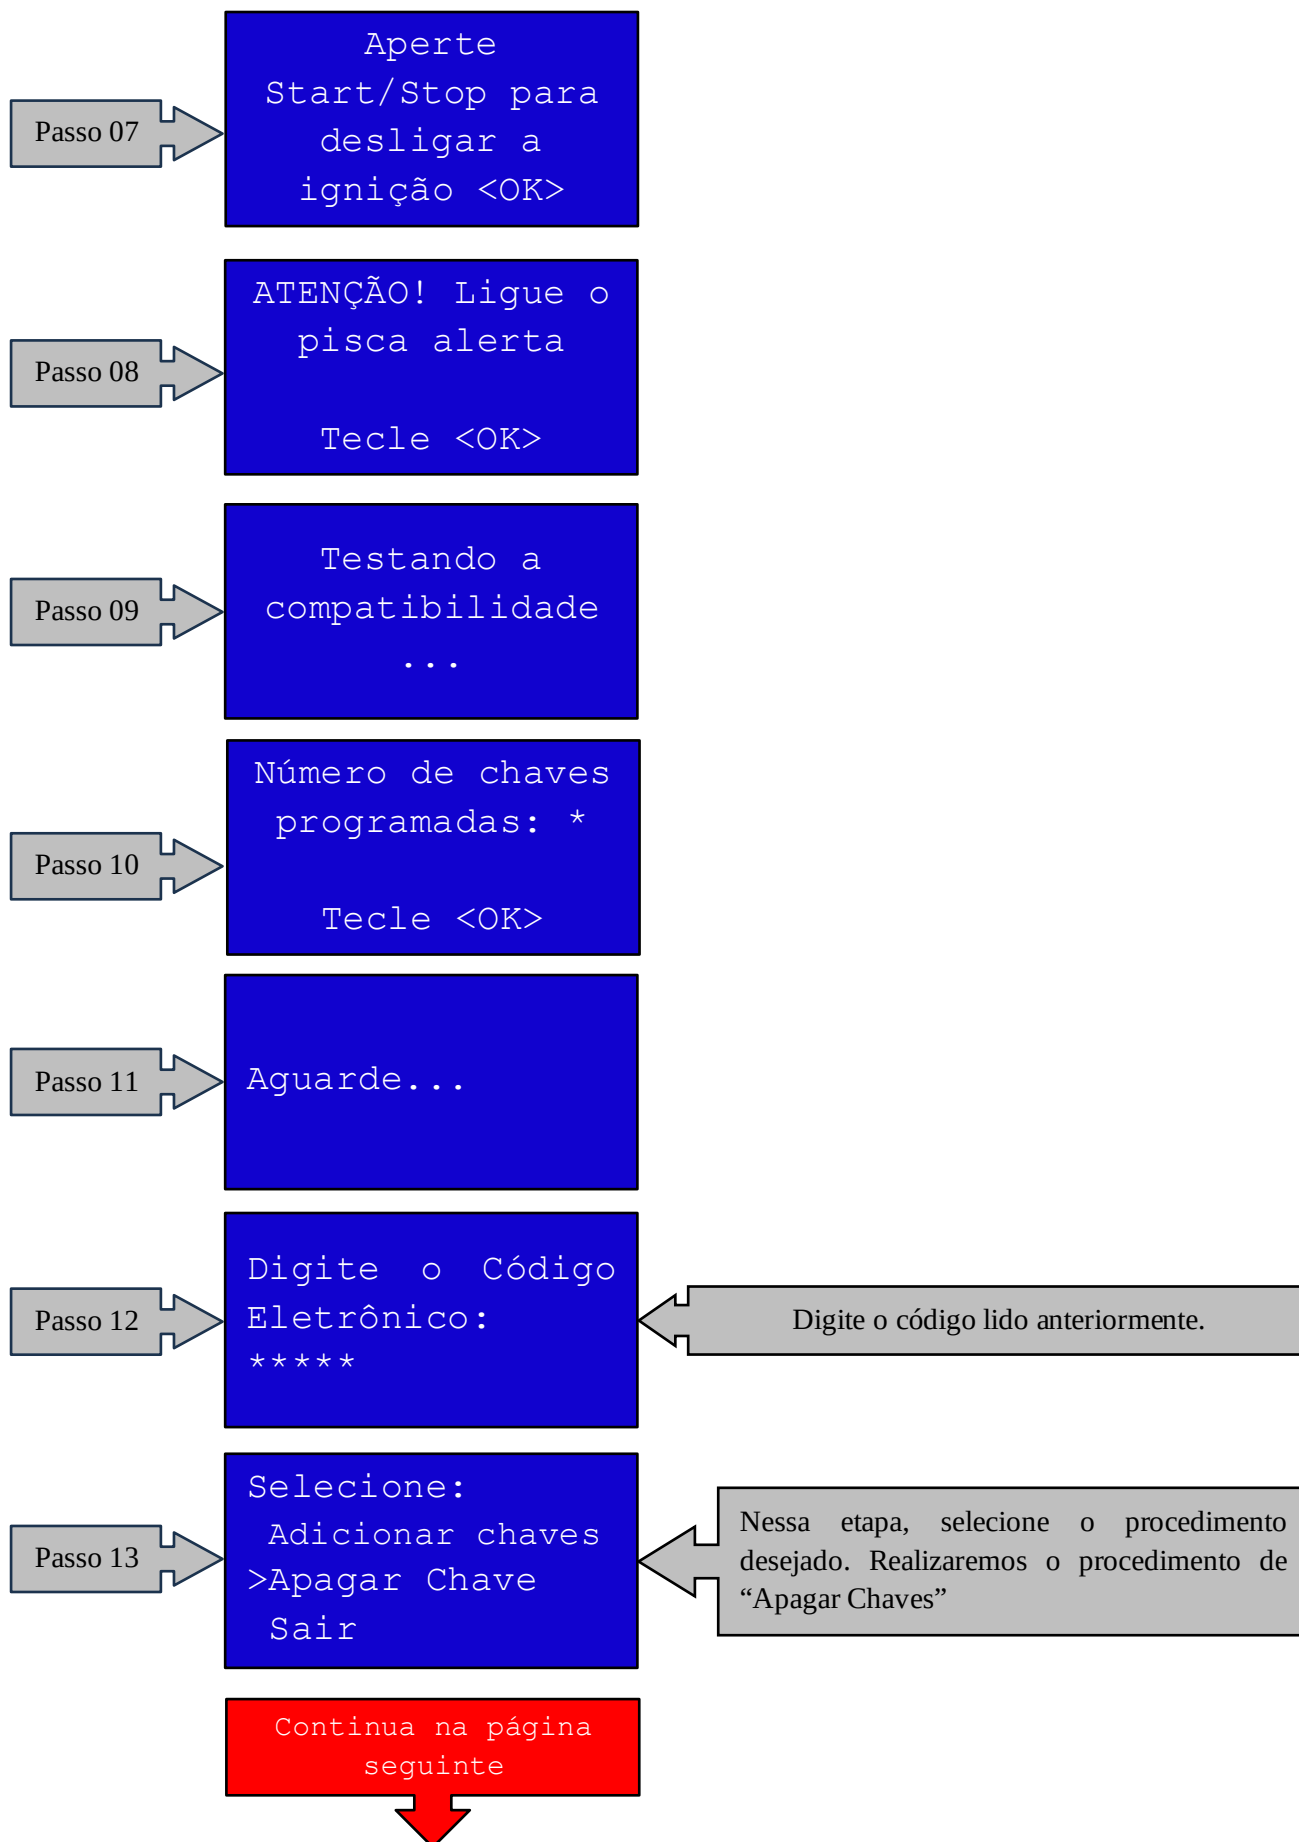 Passo 07
Aperte
Start/Stop para
desligar a
ignição <OK>
Passo 08
ATENÇÃO! Ligue o
pisca alerta
Tecle <OK>
Passo 09
Testando a
compatibilidade
...
Passo 10
Número de chaves
programadas: *
Tecle <OK>
Passo 11
Aguarde...
Passo 12
Digite o Código
Eletrônico:
*****
Digite o código lido anteriormente.
Passo 13
Selecione:
Adicionar chaves
>Apagar Chave
Sair
Nessa etapa, selecione o procedimento
desejado. Realizaremos o procedimento de
“Apagar Chaves”
Continua na página
seguinte